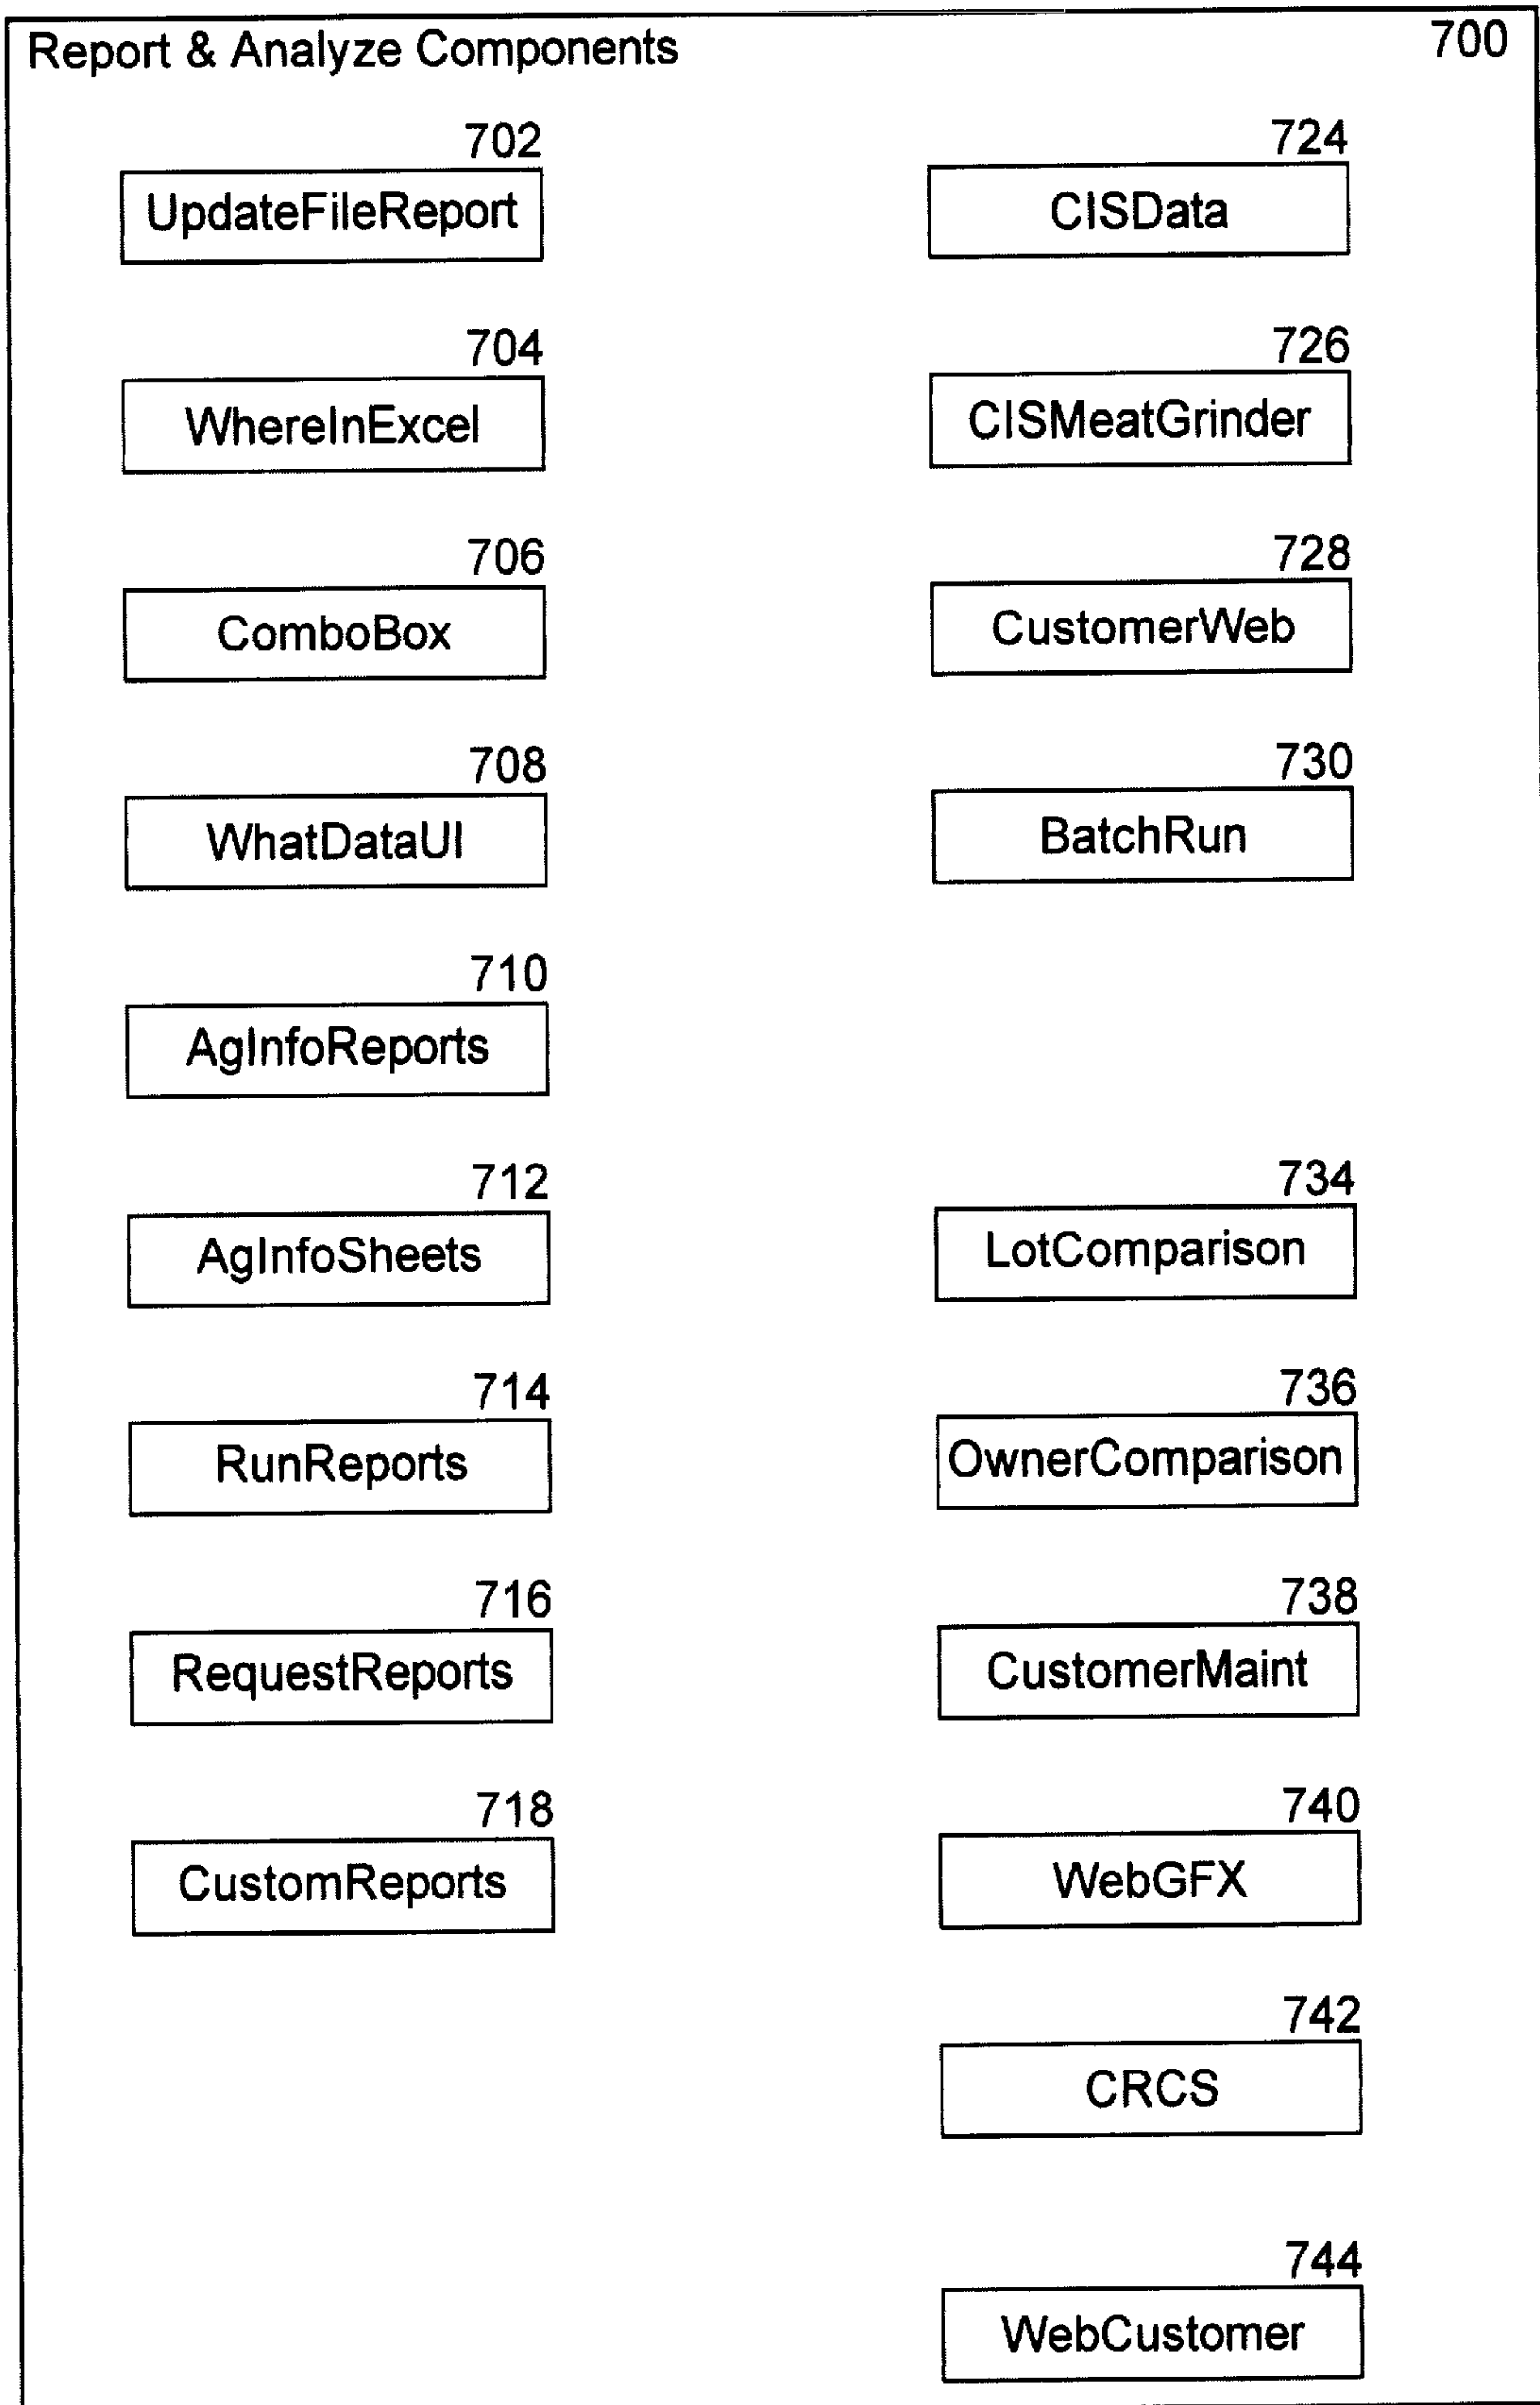 Report & Analyze Components 700
702
UpdateFileReport
704
WhereInExcel
706
ComboBox
708
WhatDataUI
710
AgInfoReports
712
AgInfoSheets
714
RunReports
716
RequestReports
718
CustomReports
724
CISData
726
CISMeatGrinder
728
CustomerWeb
730
BatchRun
734
LotComparison
736
OwnerComparison
738
CustomerMaint
740
WebGFX
742
CRCS
744
WebCustomer